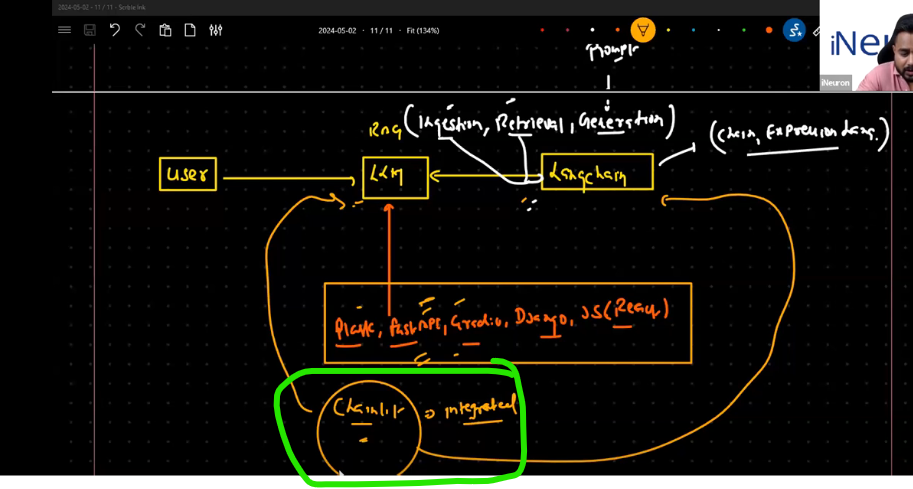 2024-05-02 - 11 / 11 - Scribble Ink
2024-05-02 • 11 / 11 • Fit (134%)
iNeu
iNeuron
Prompt
RAG (Ingestion, Retrieval, Generation)
(Chain, Expression Lang.)
User
LLM
Langchain
Flask, FastAPI, Gradio, Django, JS(React)
Chainlit => integrated